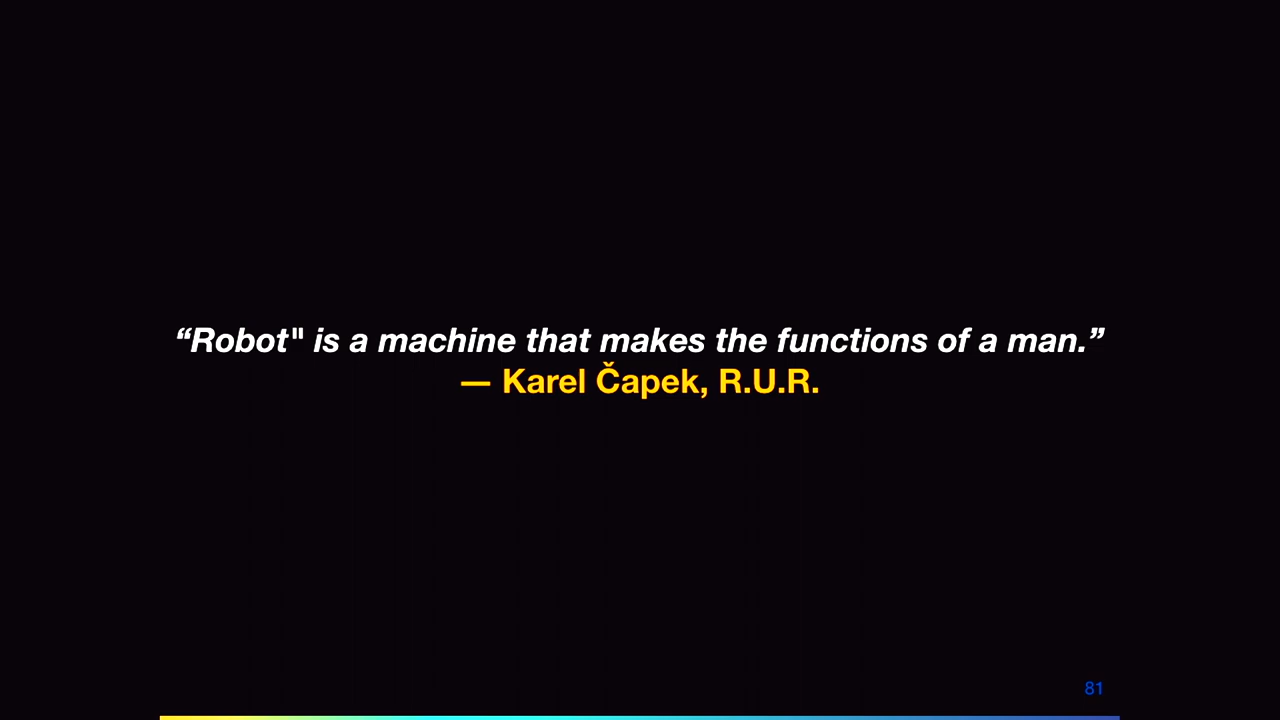 “Robot" is a machine that makes the functions of a man.”
— Karel Čapek, R.U.R.
81